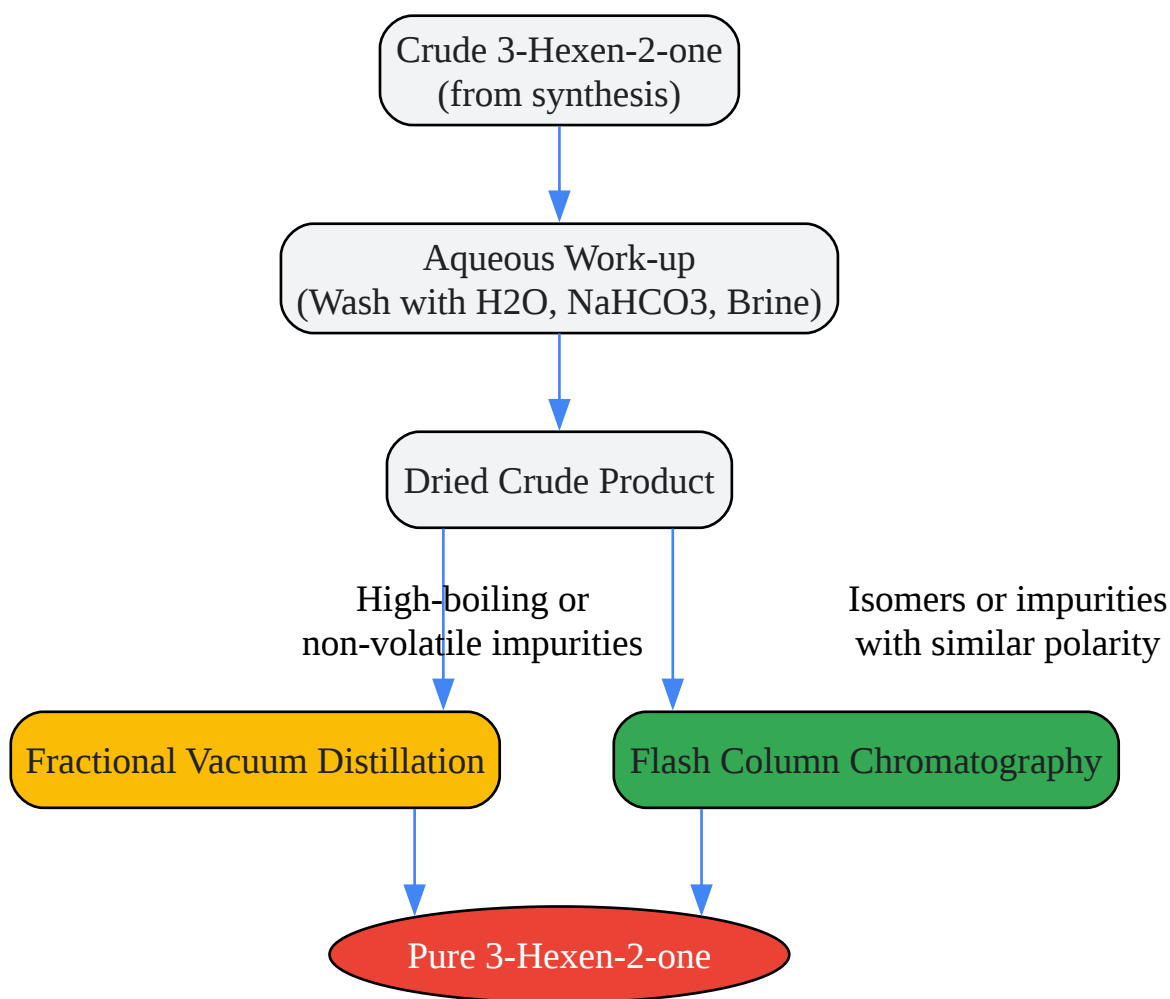 Crude 3-Hexen-2-one
(from synthesis)
Aqueous Work-up
(Wash with H2O, NaHCO3, Brine)
Dried Crude Product
High-boiling or
non-volatile impurities
Isomers or impurities
with similar polarity
Fractional Vacuum Distillation
Flash Column Chromatography
Pure 3-Hexen-2-one